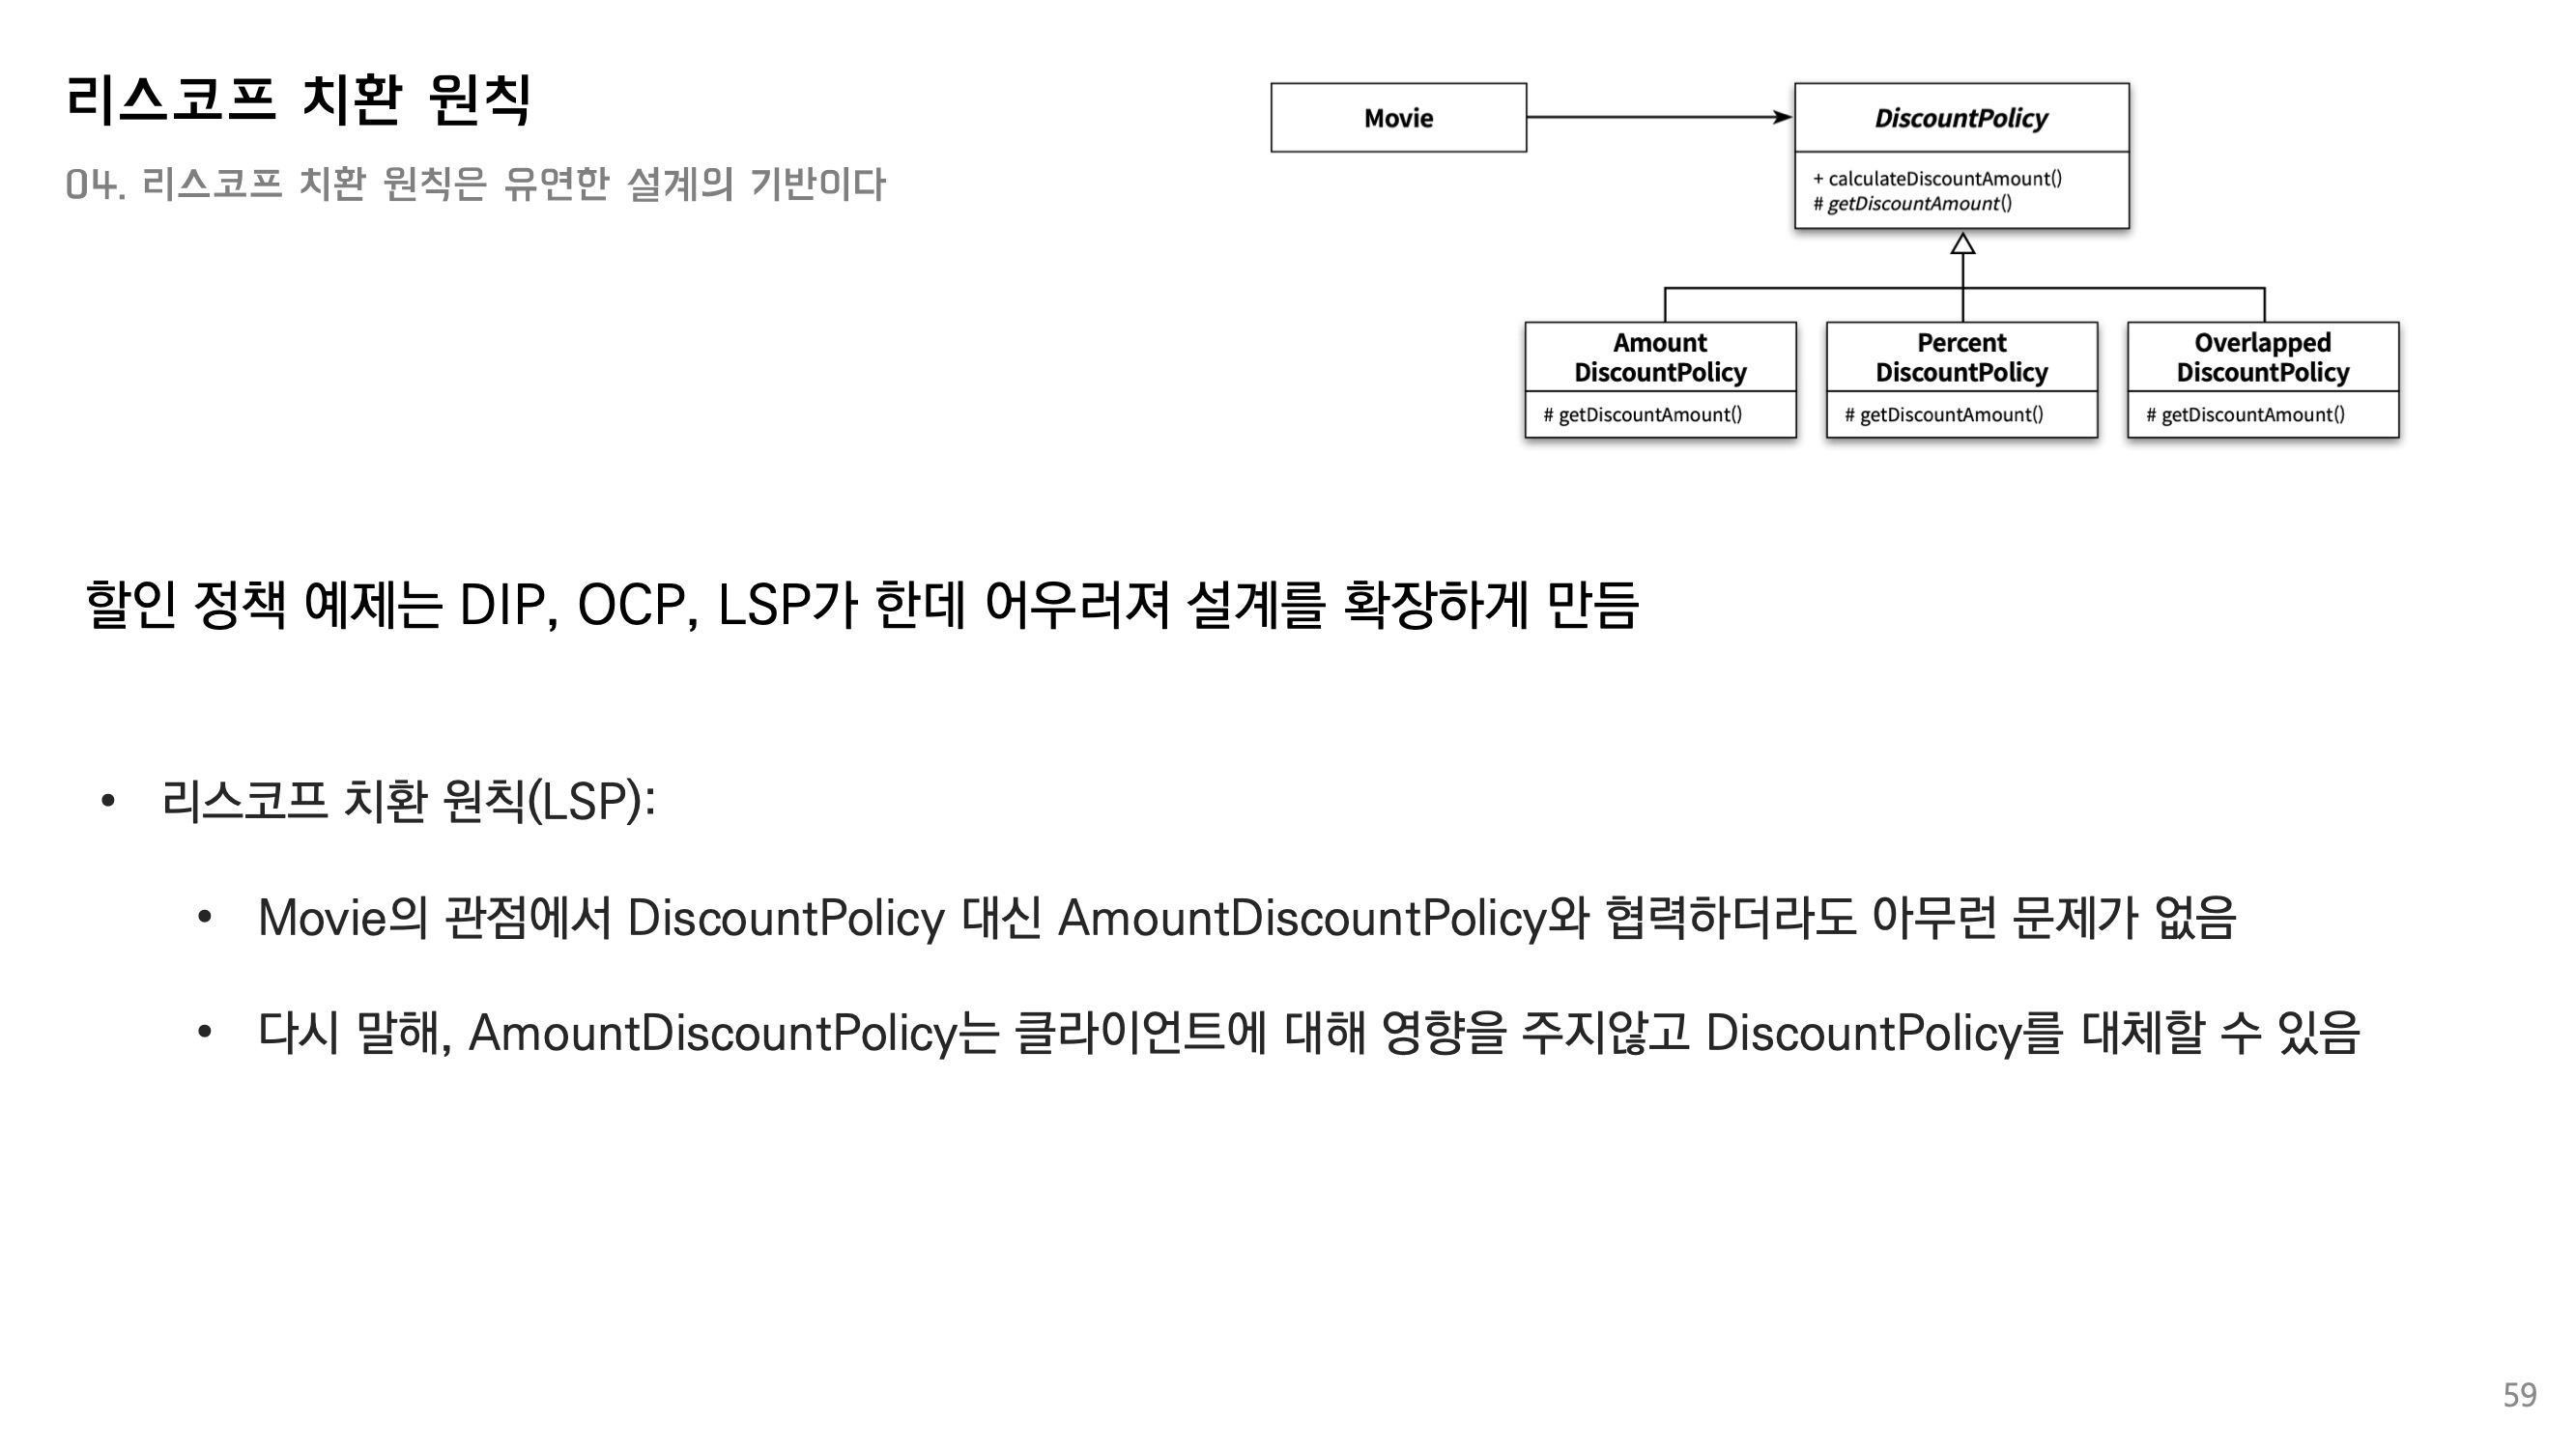 리스코프 치환 원칙
04. 리스코프 치환 원칙은 유연한 설계의 기반이다
Movie
DiscountPolicy
+ calculateDiscountAmount()
# getDiscountAmount()
Amount
DiscountPolicy
# getDiscountAmount()
Percent
DiscountPolicy
# getDiscountAmount()
Overlapped
DiscountPolicy
# getDiscountAmount()
할인 정책 예제는 DIP, OCP, LSP가 한데 어우러져 설계를 확장하게 만듬
• 리스코프 치환 원칙(LSP):
• Movie의 관점에서 DiscountPolicy 대신 AmountDiscountPolicy와 협력하더라도 아무런 문제가 없음
• 다시 말해, AmountDiscountPolicy는 클라이언트에 대해 영향을 주지않고 DiscountPolicy를 대체할 수 있음
59